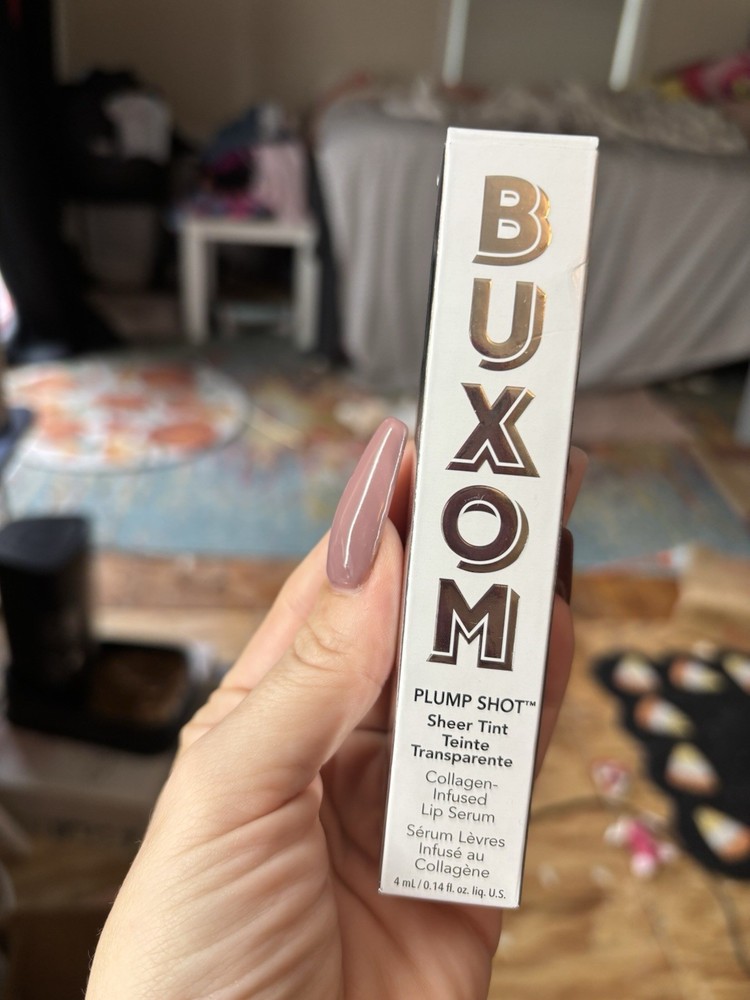 BUXOM
PLUMP SHOT™
Sheer Tint
Teinte
Transparente
Collagen-
Infused
Lip Serum
Sérum Lèvres
Infusé au
Collagène
4 mL / 0.14 fl. oz. liq. U.S.